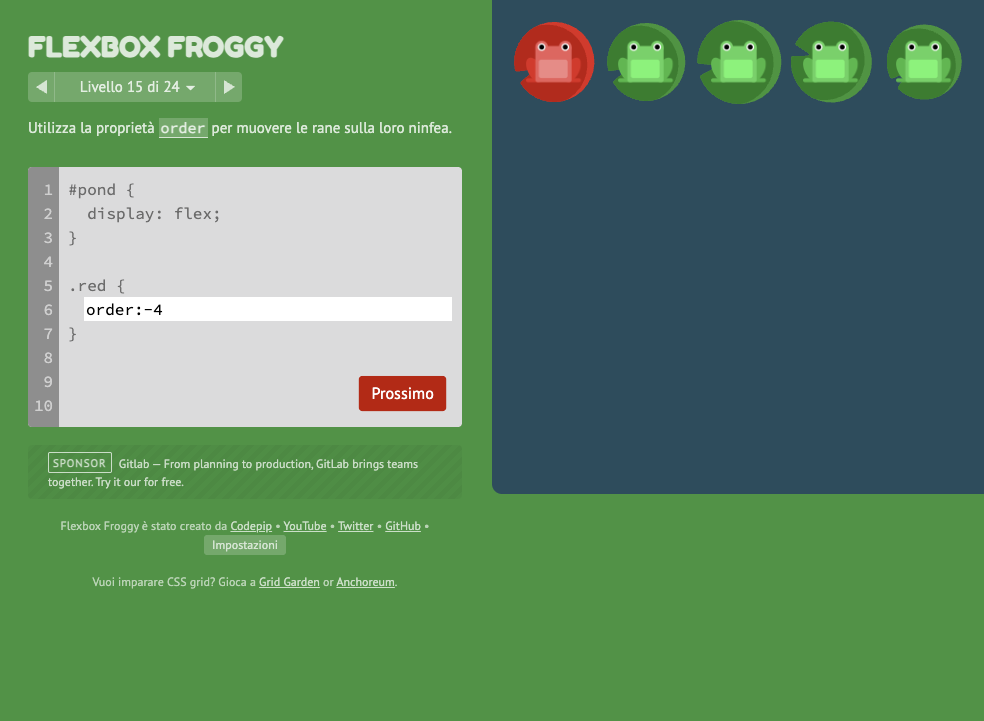 FLEXBOX FROGGY
Livello 15 di 24
Utilizza la proprietà order per muovere le rane sulla loro ninfea.
1 #pond {
2 display: flex;
3 }
4
5 .red {
6 order:-4
7 }
8
9
10
Prossimo
SPONSOR Gitlab — From planning to production, GitLab brings teams
together. Try it our for free.
Flexbox Froggy è stato creato da Codepip • YouTube • Twitter • GitHub •
Impostazioni
Vuoi imparare CSS grid? Gioca a Grid Garden or Anchoreum.